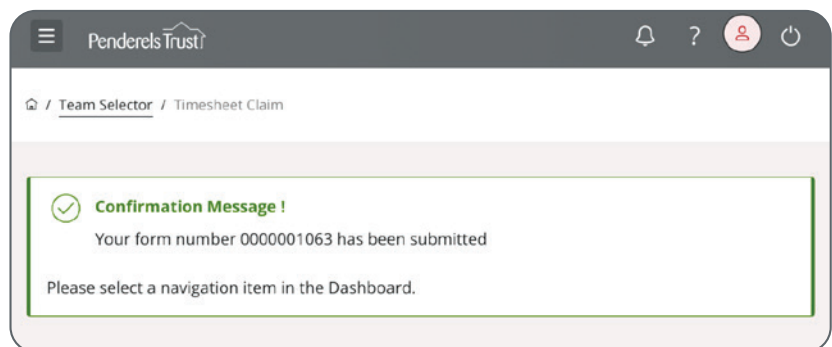 Penderels Trust
?
/ Team Selector / Timesheet Claim
Confirmation Message !
Your form number 0000001063 has been submitted
Please select a navigation item in the Dashboard.